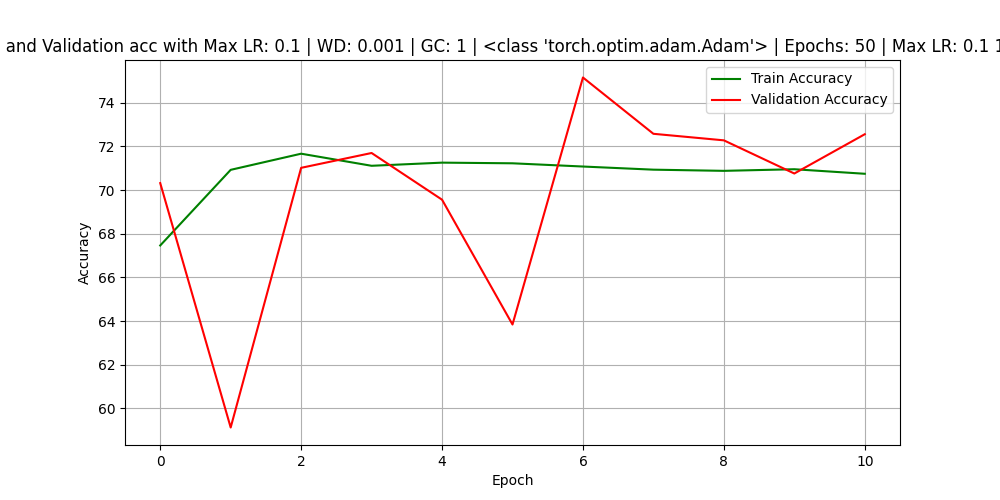 and Validation acc with Max LR: 0.1 | WD: 0.001 | GC: 1 | <class 'torch.optim.adam.Adam'> | Epochs: 50 | Max LR: 0.1
Train Accuracy
Validation Accuracy
Accuracy
74
72
70
68
66
64
62
60
0 2 4 6 8 10
Epoch